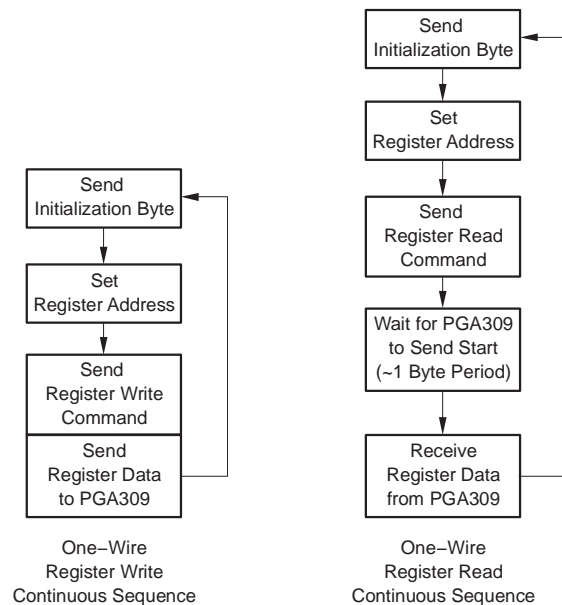 Send
Initialization Byte
Set
Register Address
Send
Register Write
Command
Send
Register Data
to PGA309
One−Wire
Register Write
Continuous Sequence
Send
Initialization Byte
Set
Register Address
Send
Register Read
Command
Wait for PGA309
to Send Start
(~1 Byte Period)
Receive
Register Data
from PGA309
One−Wire
Register Read
Continuous Sequence